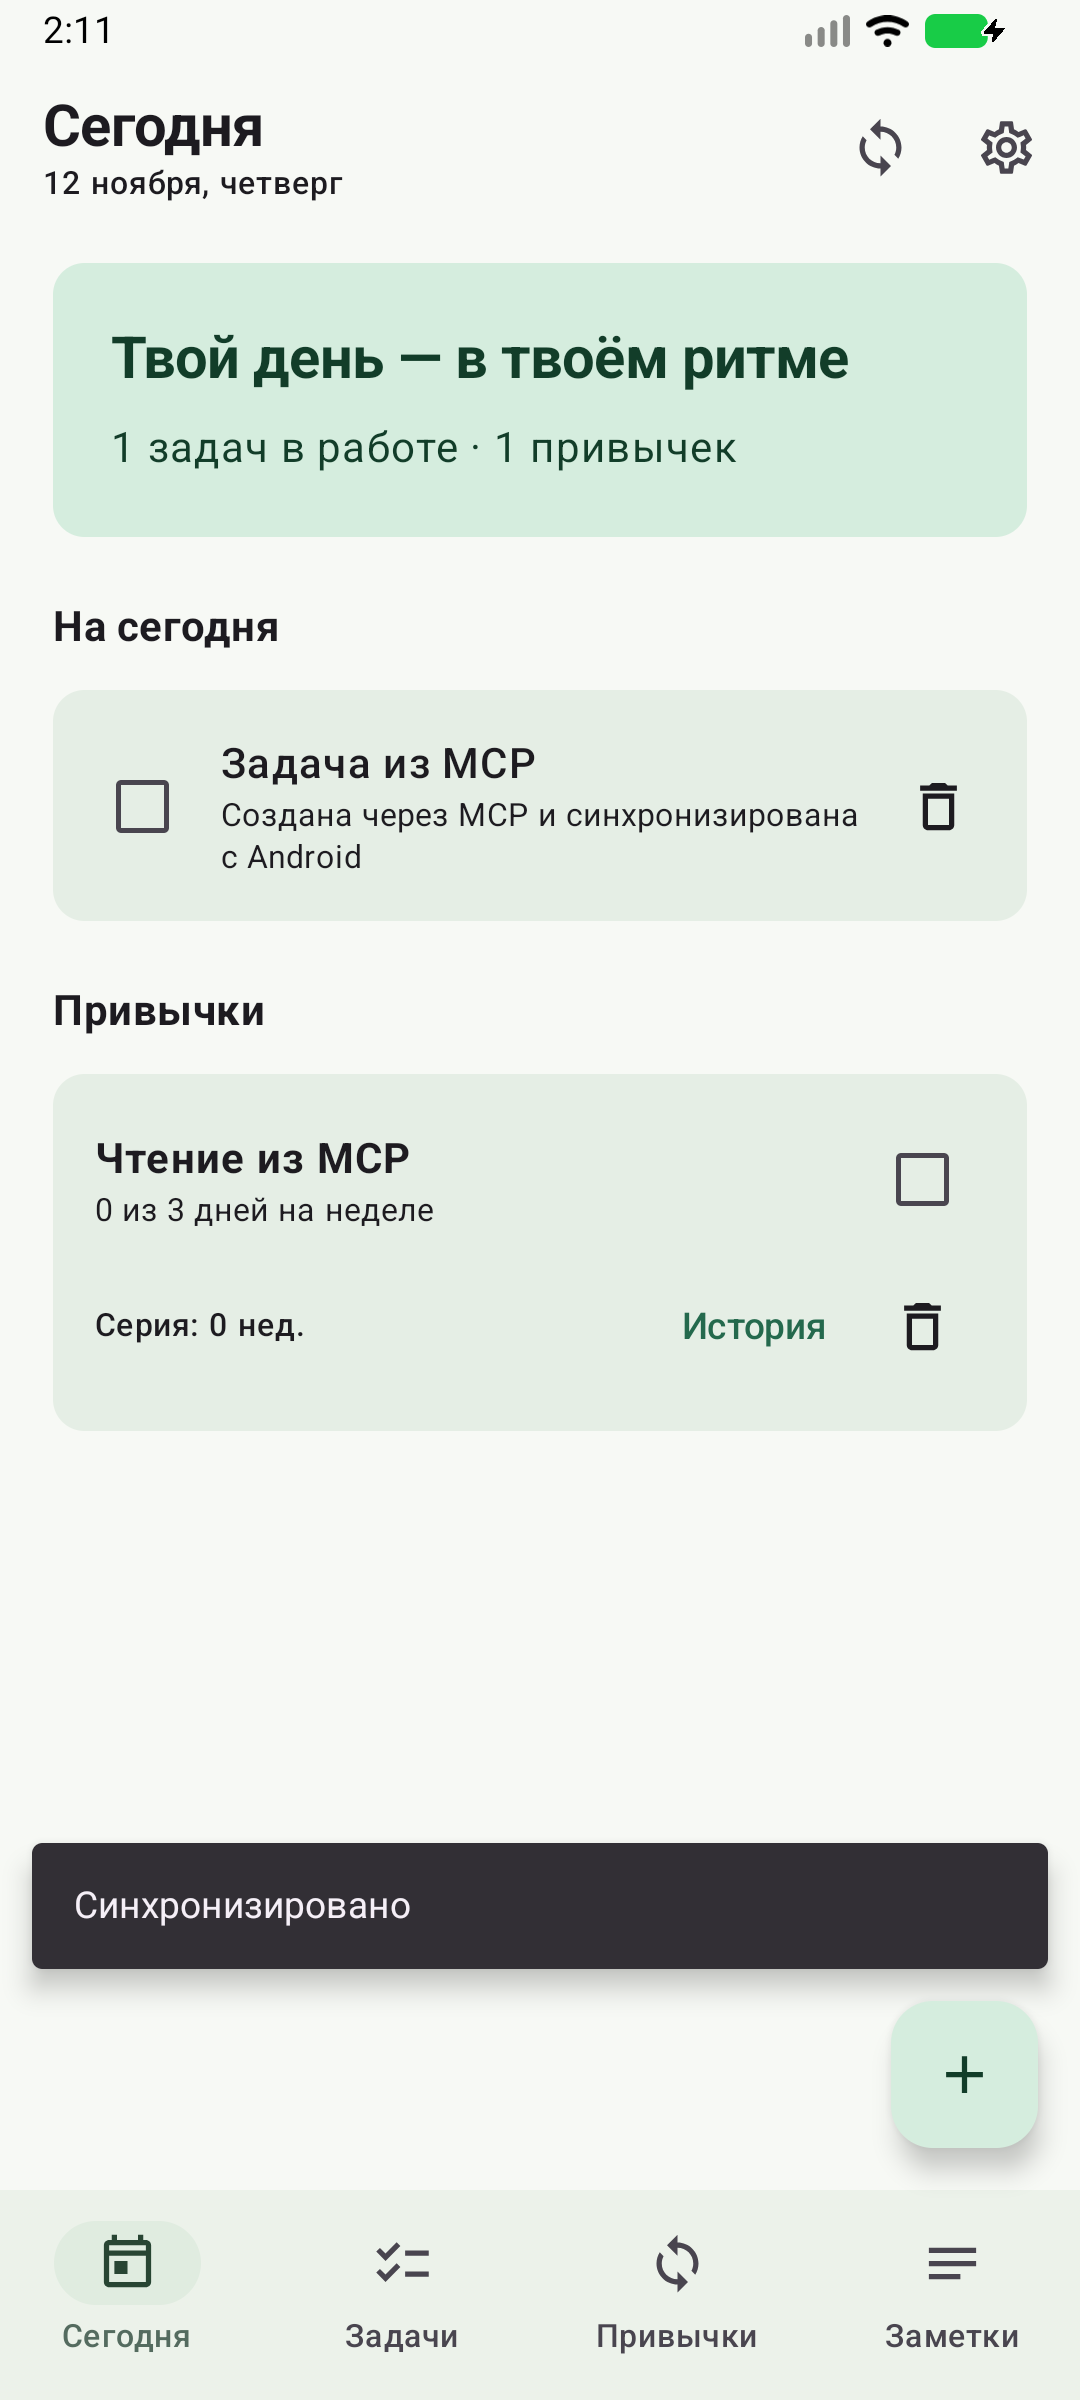 2:11
Сегодня
12 ноября, четверг
Твой день — в твоём ритме
1 задач в работе · 1 привычек
На сегодня
Задача из MCP
Создана через MCP и синхронизирована
с Android
Привычки
Чтение из MCP
0 из 3 дней на неделе
Серия: 0 нед.
История
Синхронизировано
Сегодня
Задачи
Привычки
Заметки